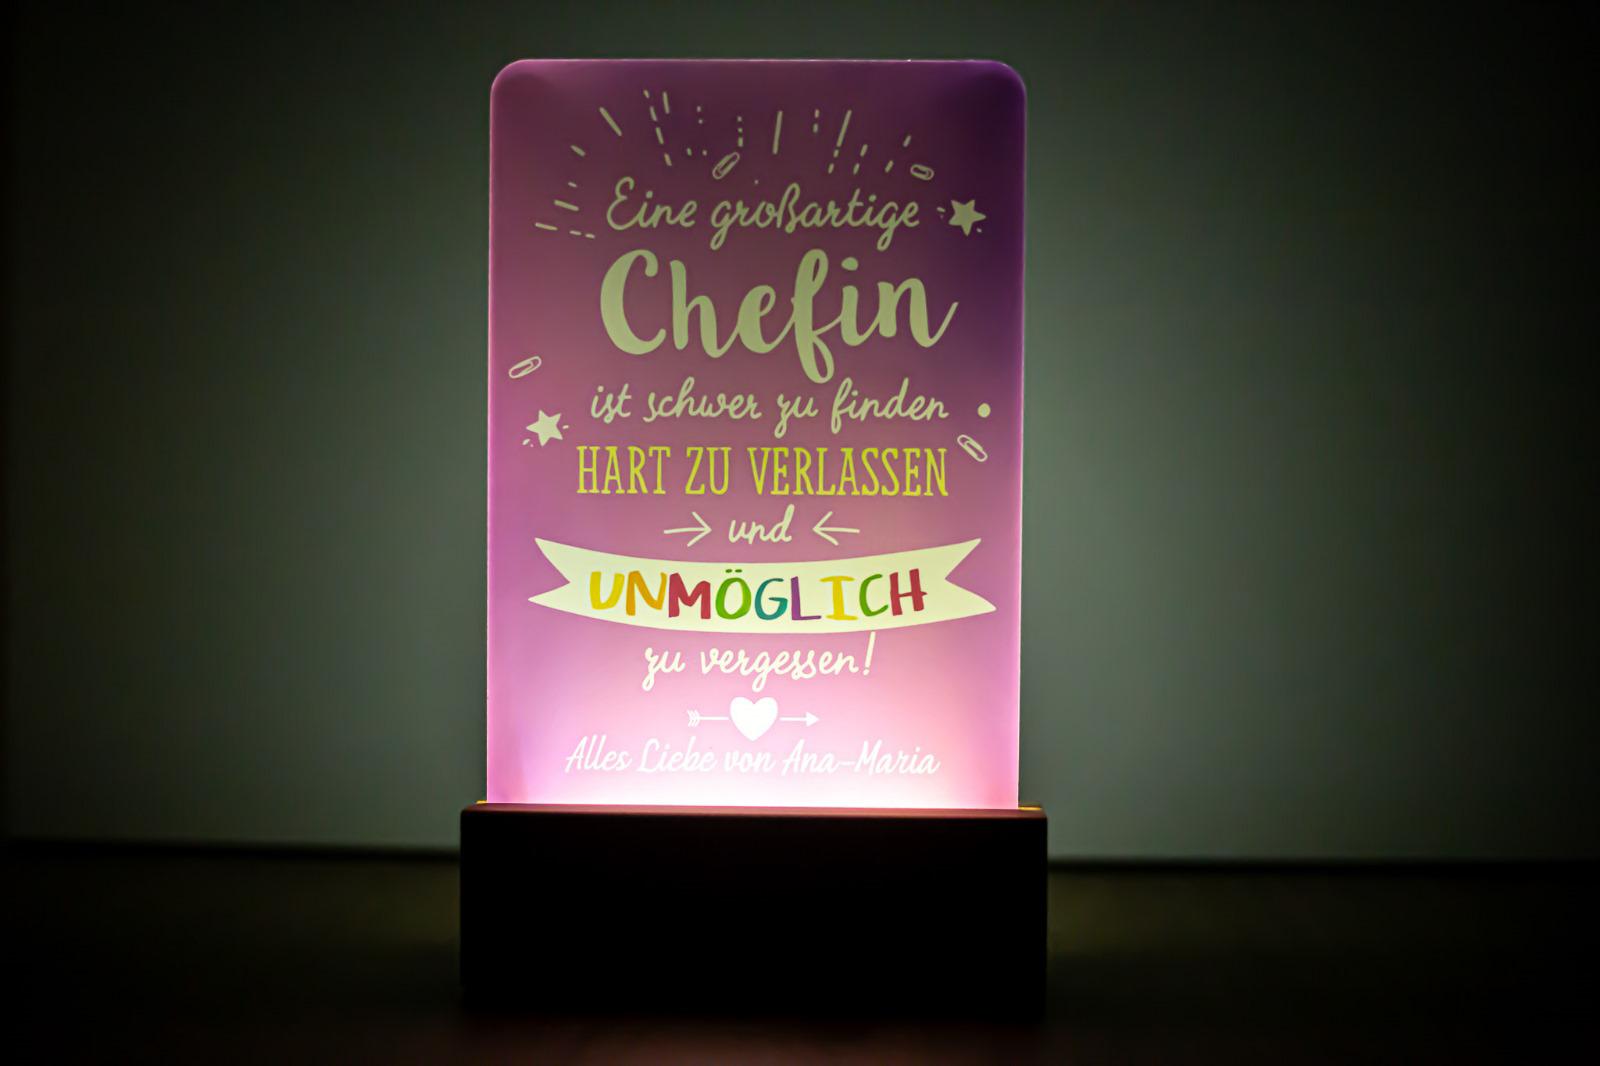 Eine großartige
Chefin
ist schwer zu finden
HART ZU VERLASSEN
und
UNMÖGLICH
zu vergessen!
Alles Liebe von Ana-Maria